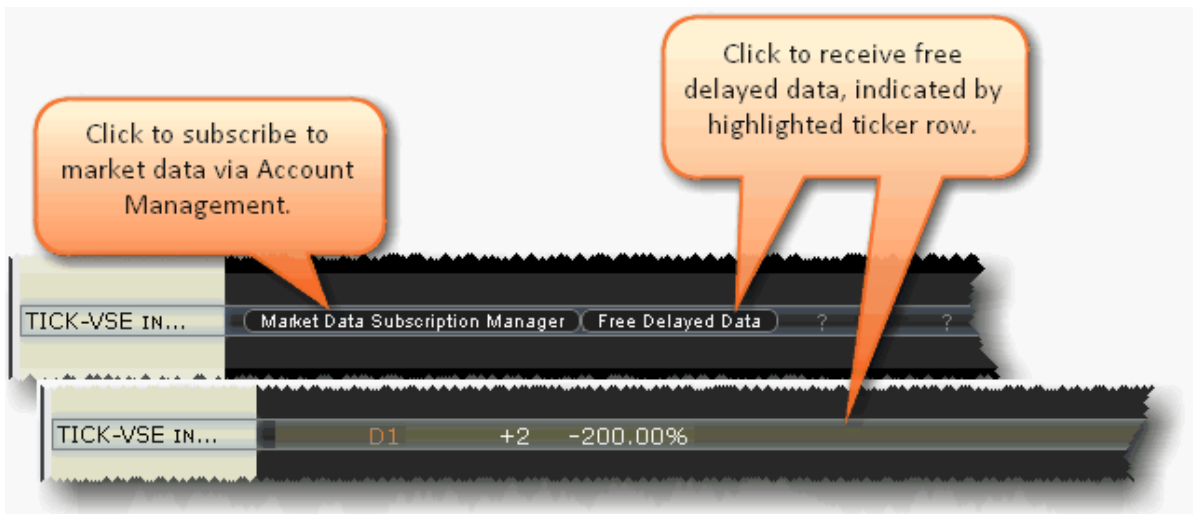 Click to receive free
delayed data, indicated by
highlighted ticker row.
Click to subscribe to
market data via Account
Management.
TICK-VSE IN... Market Data Subscription Manager Free Delayed Data ? ?
TICK-VSE IN... D1 +2 -200.00%